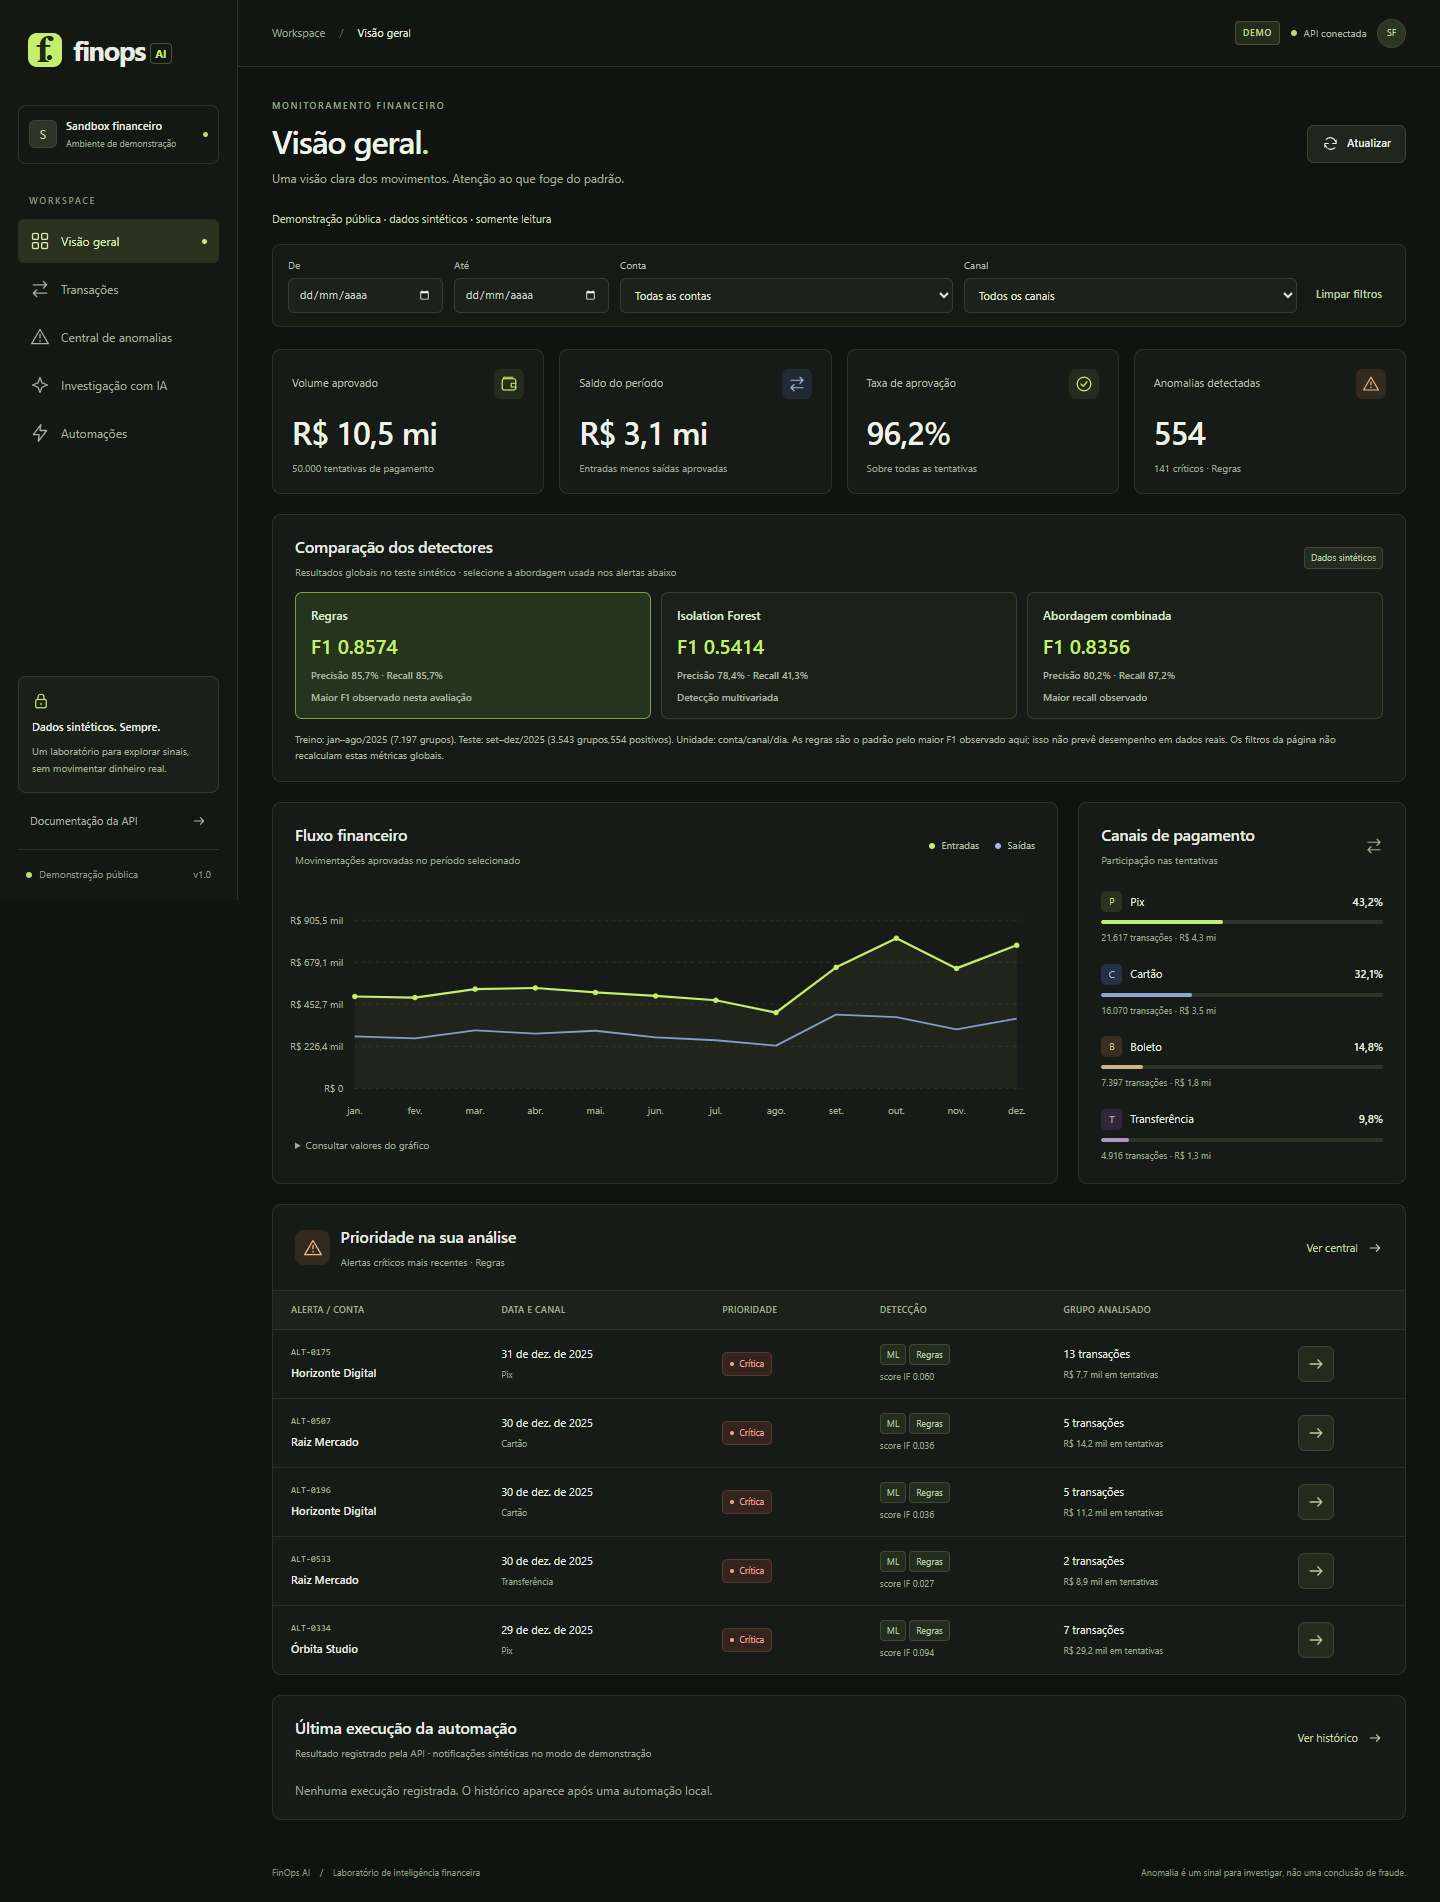 f.
finops AI
S
Sandbox financeiro
Ambiente de demonstração
WORKSPACE
Visão geral
Transações
Central de anomalias
Investigação com IA
Automações
Dados sintéticos. Sempre.
Um laboratório para explorar sinais,
sem movimentar dinheiro real.
Documentação da API
Demonstração pública v1.0
Workspace / Visão geral
DEMO API conectada SF
MONITORAMENTO FINANCEIRO
Visão geral.
Atualizar
Uma visão clara dos movimentos. Atenção ao que foge do padrão.
Demonstração pública · dados sintéticos · somente leitura
De Até Conta Canal
dd/mm/aaaa dd/mm/aaaa Todas as contas Todos os canais Limpar filtros
Volume aprovado
R$ 10,5 mi
50.000 tentativas de pagamento
Saldo do período
R$ 3,1 mi
Entradas menos saídas aprovadas
Taxa de aprovação
96,2%
Sobre todas as tentativas
Anomalias detectadas
554
141 críticos · Regras
Comparação dos detectores
Resultados globais no teste sintético · selecione a abordagem usada nos alertas abaixo
Dados sintéticos
Regras
F1 0.8574
Precisão 85,7% · Recall 85,7%
Maior F1 observado nesta avaliação
Isolation Forest
F1 0.5414
Precisão 78,4% · Recall 41,3%
Detecção multivariada
Abordagem combinada
F1 0.8356
Precisão 80,2% · Recall 87,2%
Maior recall observado
Treino: jan–ago/2025 (7.197 grupos). Teste: set–dez/2025 (3.543 grupos,554 positivos). Unidade: conta/canal/dia. As regras são o padrão pelo maior F1 observado aqui; isso não prevê desempenho em dados reais. Os filtros da página não
recalculam estas métricas globais.
Fluxo financeiro
Movimentações aprovadas no período selecionado
Entradas Saídas
R$ 905,5 mil
R$ 679,1 mil
R$ 452,7 mil
R$ 226,4 mil
R$ 0
jan. fev. mar. abr. mai. jun. jul. ago. set. out. nov. dez.
Consultar valores do gráfico
Canais de pagamento
Participação nas tentativas
P Pix 43,2%
21.617 transações · R$ 4,3 mi
C Cartão 32,1%
16.070 transações · R$ 3,5 mi
B Boleto 14,8%
7.397 transações · R$ 1,8 mi
T Transferência 9,8%
4.916 transações · R$ 1,3 mi
Prioridade na sua análise
Alertas críticos mais recentes · Regras
Ver central
ALERTA / CONTA DATA E CANAL PRIORIDADE DETECÇÃO GRUPO ANALISADO
ALT-0175
Horizonte Digital
31 de dez. de 2025
Pix
Crítica
ML Regras
score IF 0.060
13 transações
R$ 7,7 mil em tentativas
ALT-0507
Raiz Mercado
30 de dez. de 2025
Cartão
Crítica
ML Regras
score IF 0.036
5 transações
R$ 14,2 mil em tentativas
ALT-0196
Horizonte Digital
30 de dez. de 2025
Cartão
Crítica
ML Regras
score IF 0.036
5 transações
R$ 11,2 mil em tentativas
ALT-0533
Raiz Mercado
30 de dez. de 2025
Transferência
Crítica
ML Regras
score IF 0.027
2 transações
R$ 8,9 mil em tentativas
ALT-0334
Órbita Studio
29 de dez. de 2025
Pix
Crítica
ML Regras
score IF 0.094
7 transações
R$ 29,2 mil em tentativas
Última execução da automação
Resultado registrado pela API · notificações sintéticas no modo de demonstração
Ver histórico
Nenhuma execução registrada. O histórico aparece após uma automação local.
FinOps AI / Laboratório de inteligência financeira
Anomalia é um sinal para investigar, não uma conclusão de fraude.